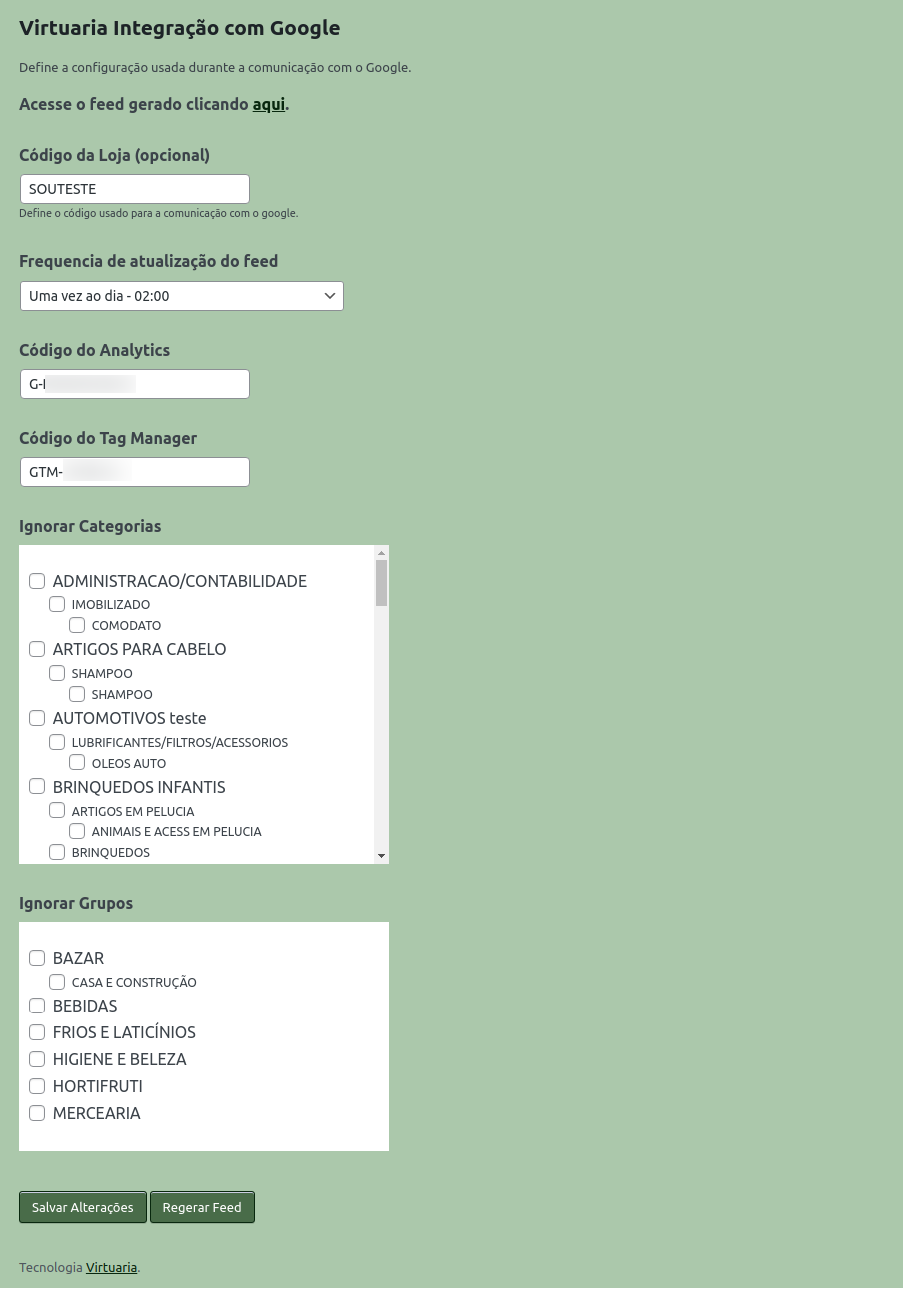 Virtuaria Integração com Google
Define a configuração usada durante a comunicação com o Google.
Acesse o feed gerado clicando aqui.
Código da Loja (opcional)
SOUTESTE
Define o código usado para a comunicação com o google.
Frequencia de atualização do feed
Uma vez ao dia - 02:00
Código do Analytics
G-
Código do Tag Manager
GTM-
Ignorar Categorias
ADMINISTRACAO/CONTABILIDADE
IMOBILIZADO
COMODATO
ARTIGOS PARA CABELO
SHAMPOO
SHAMPOO
AUTOMOTIVOS teste
LUBRIFICANTES/FILTROS/ACESSORIOS
OLEOS AUTO
BRINQUEDOS INFANTIS
ARTIGOS EM PELUCIA
ANIMAIS E ACESS EM PELUCIA
BRINQUEDOS
Ignorar Grupos
BAZAR
CASA E CONSTRUÇÃO
BEBIDAS
FRIOS E LATICÍNIOS
HIGIENE E BELEZA
HORTIFRUTI
MERCEARIA
Salvar Alterações Regerar Feed
Tecnologia Virtuaria.